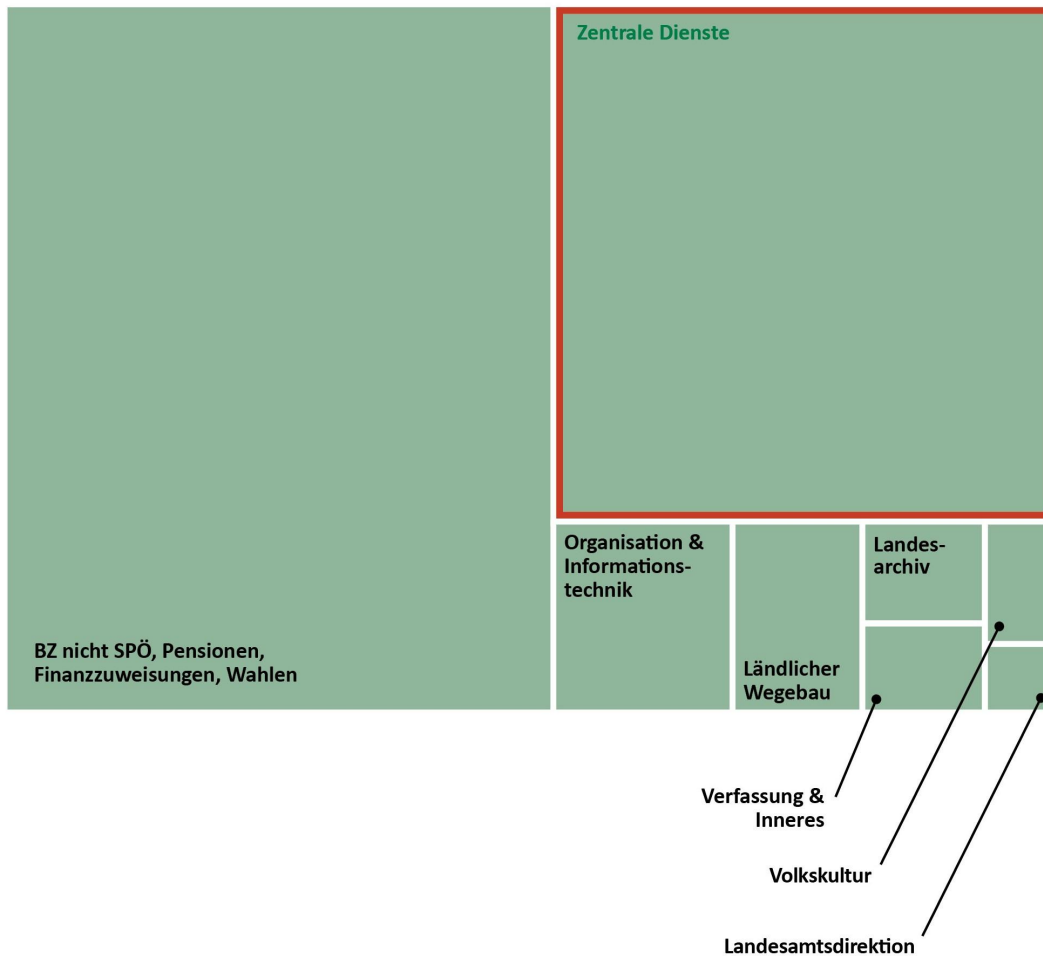 Zentrale Dienste
BZ nicht SPÖ, Pensionen,
Finanzzuweisungen, Wahlen
Organisation &
Informations-
technik
Ländlicher
Wegebau
Landes-
archiv
Verfassung &
Inneres
Volkskultur
Landesamtsdirektion